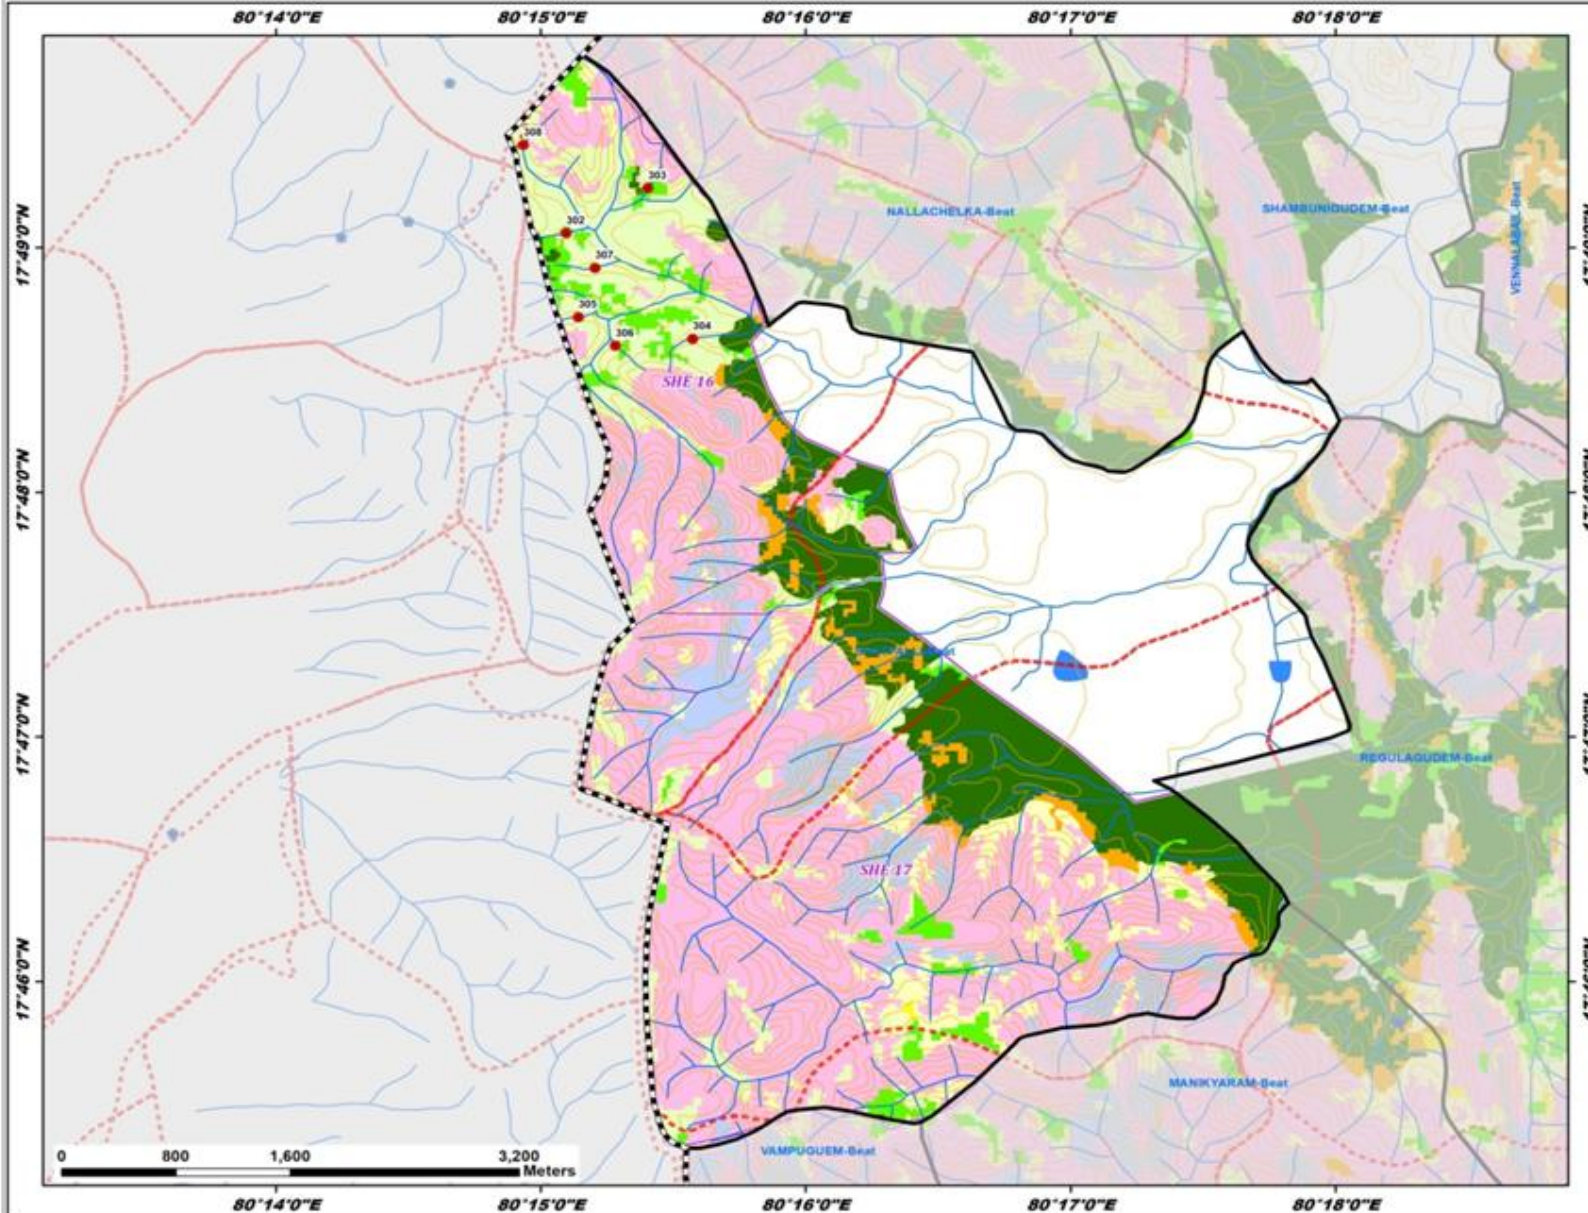 80°14'0"E 80°15'0"E 80°16'0"E 80°17'0"E 80°18'0"E
308
303
302
307
305
306
304
SHE 16
NALLACHELKA-Beat
SHAMBUNIGUDEM-Beat
17°49'0"N
17°48'0"N
17°47'0"N
REGULAGUDEM-Beat
SHE 17
17°46'0"N
MANIKYARAM-Beat
VAMPUGUEM-Beat
0 800 1,600 3,200
Meters
80°14'0"E 80°15'0"E 80°16'0"E 80°17'0"E 80°18'0"E